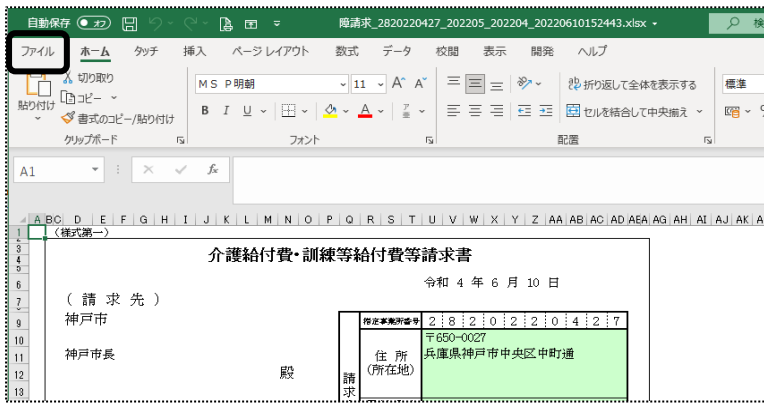 自動保存 オフ 障請求_2820220427_202205_202204_20220610152443.xlsx 検
ファイル ホーム タッチ 挿入 ページ レイアウト 数式 データ 校閲 表示 開発 ヘルプ
切り取り
コピー
書式のコピー/貼り付け
貼り付け
クリップボード
ＭＳ Ｐ明朝 11 A^ A
B I U A
フォント
折り返して全体を表示する
セルを結合して中央揃え
配置
標準
A1 fx
A B C D E F G H I J K L M N O P Q R S T U V W X Y Z AA AB AC AD AE A AG AH AI AJ AK A
1 （様式第一）
3
4 介護給付費・訓練等給付費等請求書
5
6 令和 4 年 6 月 10 日
7 （ 請 求 先 ）
9 神戸市 指定事業所番号 2 8 2 0 2 2 0 4 2 7
10 〒650-0027
11 神戸市長 住 所 兵庫県神戸市中央区中町通
12 殿 (所在地)
請
13 求